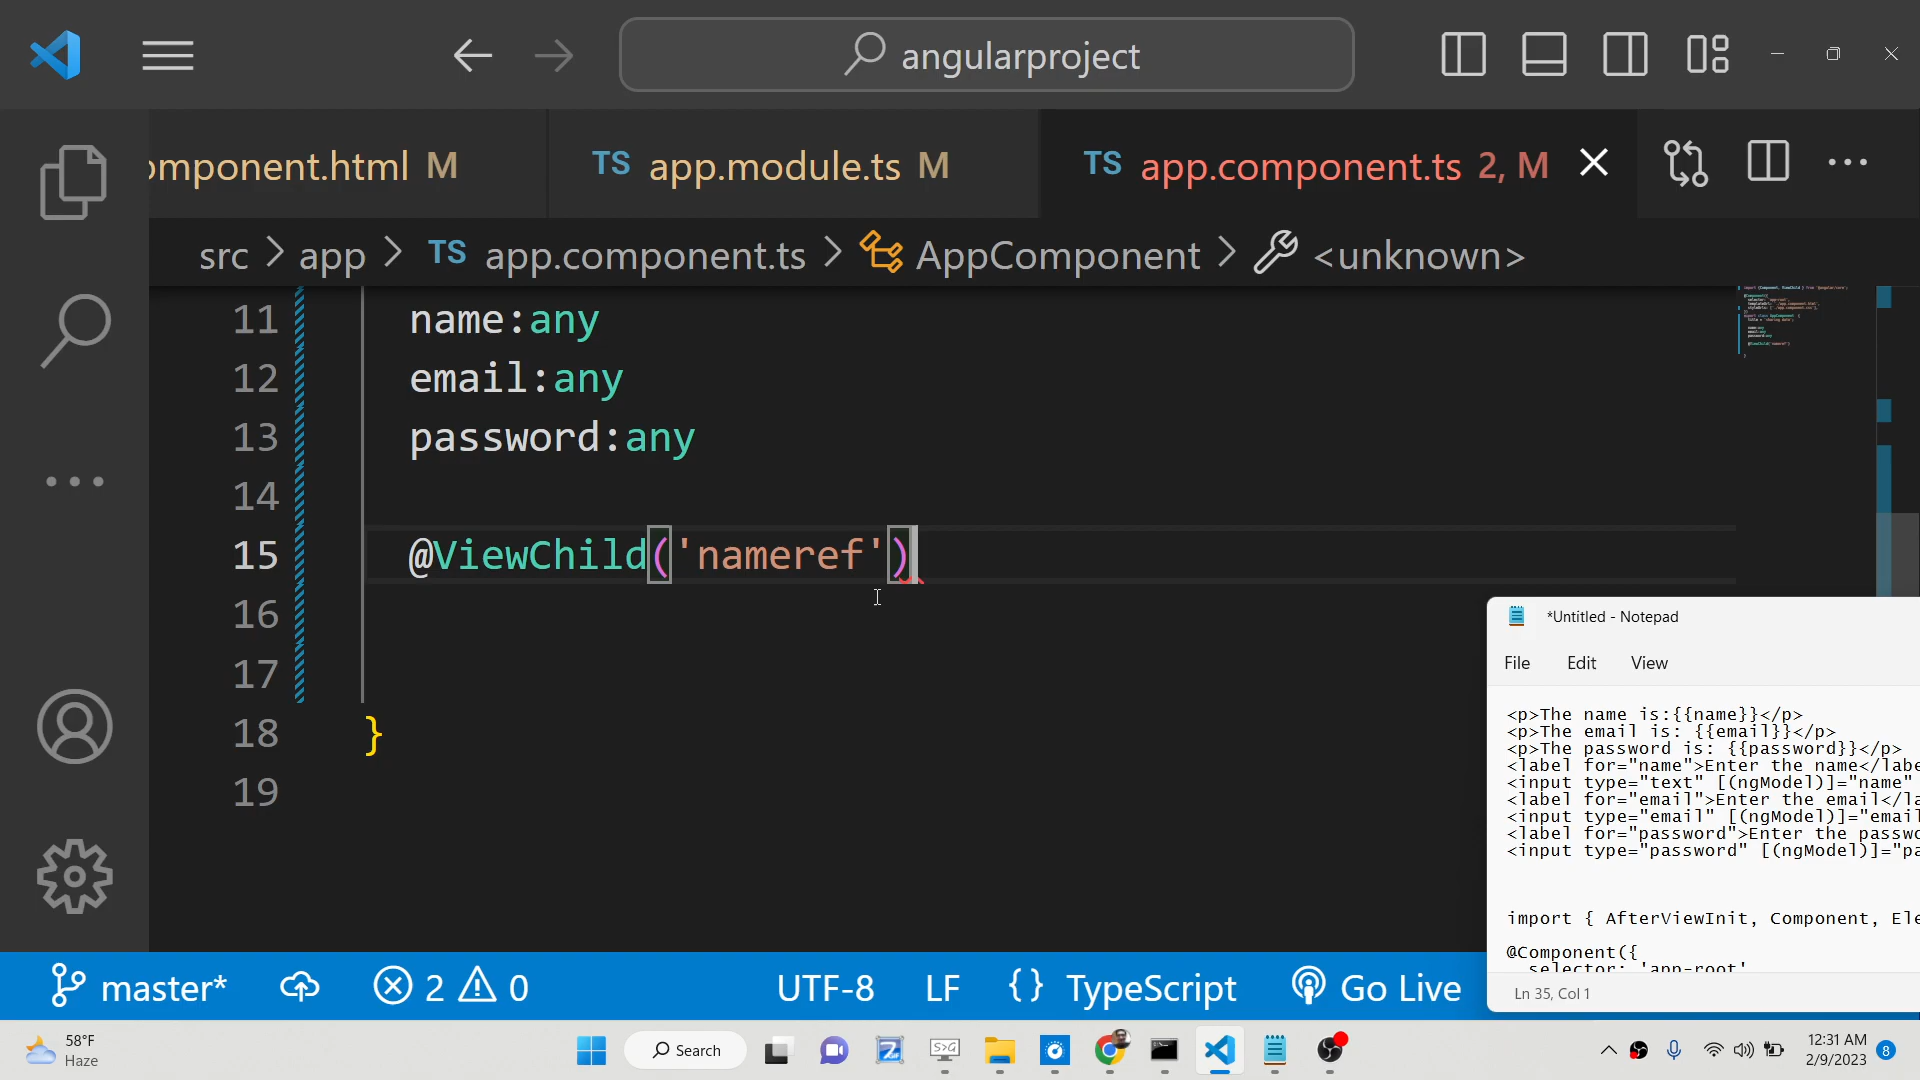 angularproject
omponent.html M
TS app.module.ts M
TS app.component.ts 2, M
src > app > TS app.component.ts > AppComponent > <unknown>
11 name:any
12 email:any
13 password:any
14
15 @ViewChild('nameref')
16
17
18 }
19
*Untitled - Notepad
File Edit View
<p>The name is:{{name}}</p>
<p>The email is: {{email}}</p>
<p>The password is: {{password}}</p>
<label for="name">Enter the name</labe
<input type="text" [(ngModel)]="name"
<label for="email">Enter the email</la
<input type="email" [(ngModel)]="email
<label for="password">Enter the passwo
<input type="password" [(ngModel)]="pa
import { AfterViewInit, Component, Ele
@Component({
selector: 'app-root'
Ln 35, Col 1
master* 2 0 UTF-8 LF {} TypeScript Go Live
58°F
Haze
Search
12:31 AM
2/9/2023
8